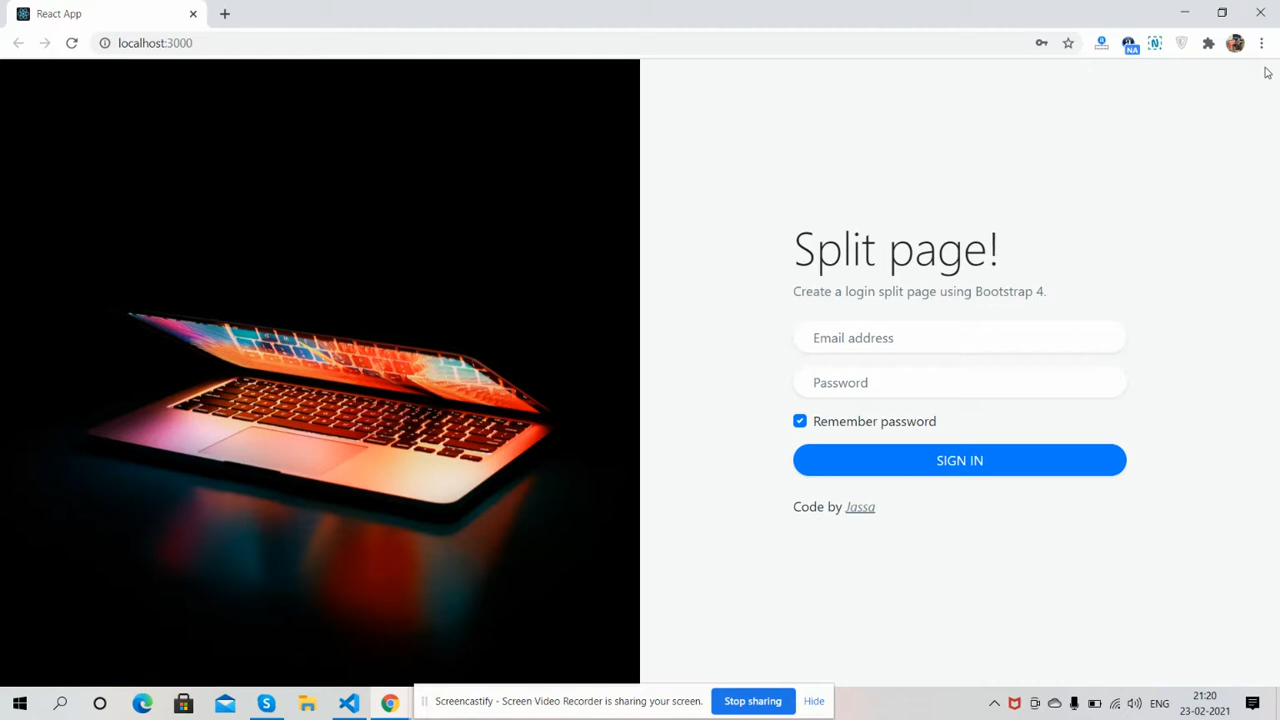 React App
localhost:3000
NA
N
Split page!
Create a login split page using Bootstrap 4.
Email address
Password
Remember password
SIGN IN
Code by Jassa
Screencastify - Screen Video Recorder is sharing your screen.
Stop sharing
Hide
ENG
21:20
23-02-2021